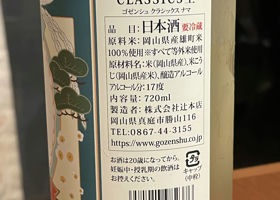 CLASSICS
ゴゼンシュ クラシックス ナマ
品名:日本酒 要冷蔵
原料米:岡山県産雄町米
100%使用※すべて等外米使用
原材料名:米(岡山県産)、米こう
じ(岡山県産米)、醸造アルコール
アルコール分:17度
内容量:720ml
製造者:株式会社辻本店
岡山県真庭市勝山116
TEL:0867-44-3155
https://www.gozenshu.co.jp
お酒は20歳になってから。
妊娠中・授乳期の飲酒は
お控えください。
キャップ
(中栓)